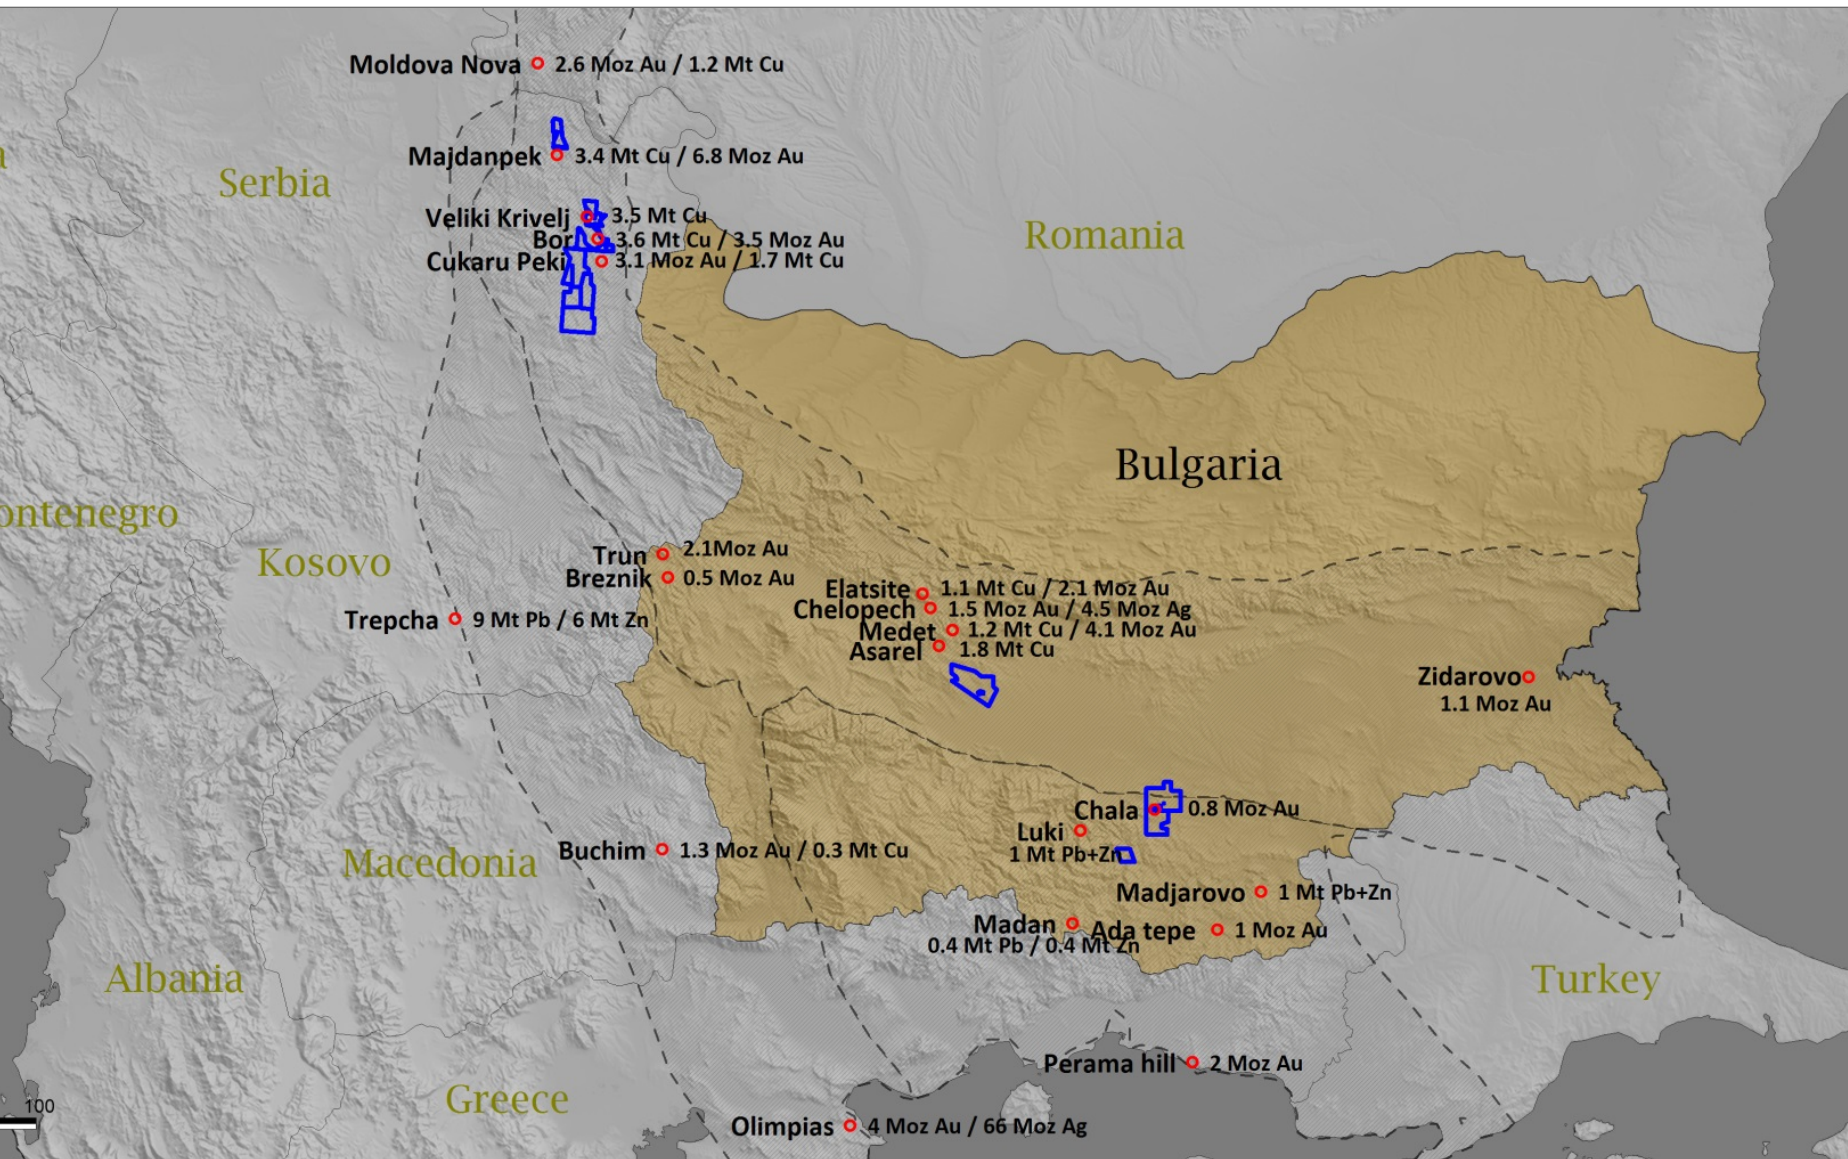 Moldova Nova 2.6 Moz Au / 1.2 Mt Cu
Majdanpek 3.4 Mt Cu / 6.8 Moz Au
a
Serbia
Veliki Krivelj 3.5 Mt Cu
Romania
Bor 3.6 Mt Cu / 3.5 Moz Au
Cukaru Peki 3.1 Moz Au / 1.7 Mt Cu
Bulgaria
ontenegro
Kosovo
Trun 2.1Moz Au
Breznik 0.5 Moz Au
Elatsite 1.1 Mt Cu / 2.1 Moz Au
Chelopech 1.5 Moz Au / 4.5 Moz Ag
Trepcha 9 Mt Pb / 6 Mt Zn
Medet 1.2 Mt Cu / 4.1 Moz Au
Asarel 1.8 Mt Cu
Zidarovo
1.1 Moz Au
Chala 0.8 Moz Au
Luki
1 Mt Pb+Zn
Buchim 1.3 Moz Au / 0.3 Mt Cu
Macedonia
Madjarovo 1 Mt Pb+Zn
Madan
0.4 Mt Pb / 0.4 Mt Zn
Ada tepe 1 Moz Au
Albania
Turkey
Perama hill 2 Moz Au
Greece
100
Olimpias 4 Moz Au / 66 Moz Ag